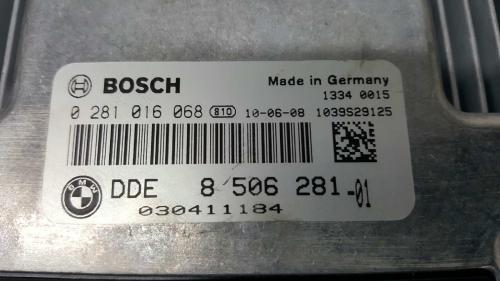 BOSCH
Made in Germany
1334 0015
0 281 016 068 810 10-06-08 1039S29125
BMW DDE 8 506 281-01
030411184